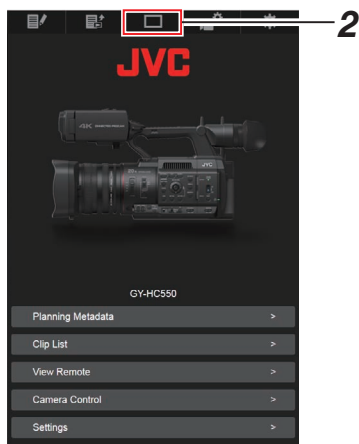 2
JVC
GY-HC550
Planning Metadata >
Clip List >
View Remote >
Camera Control >
Settings >